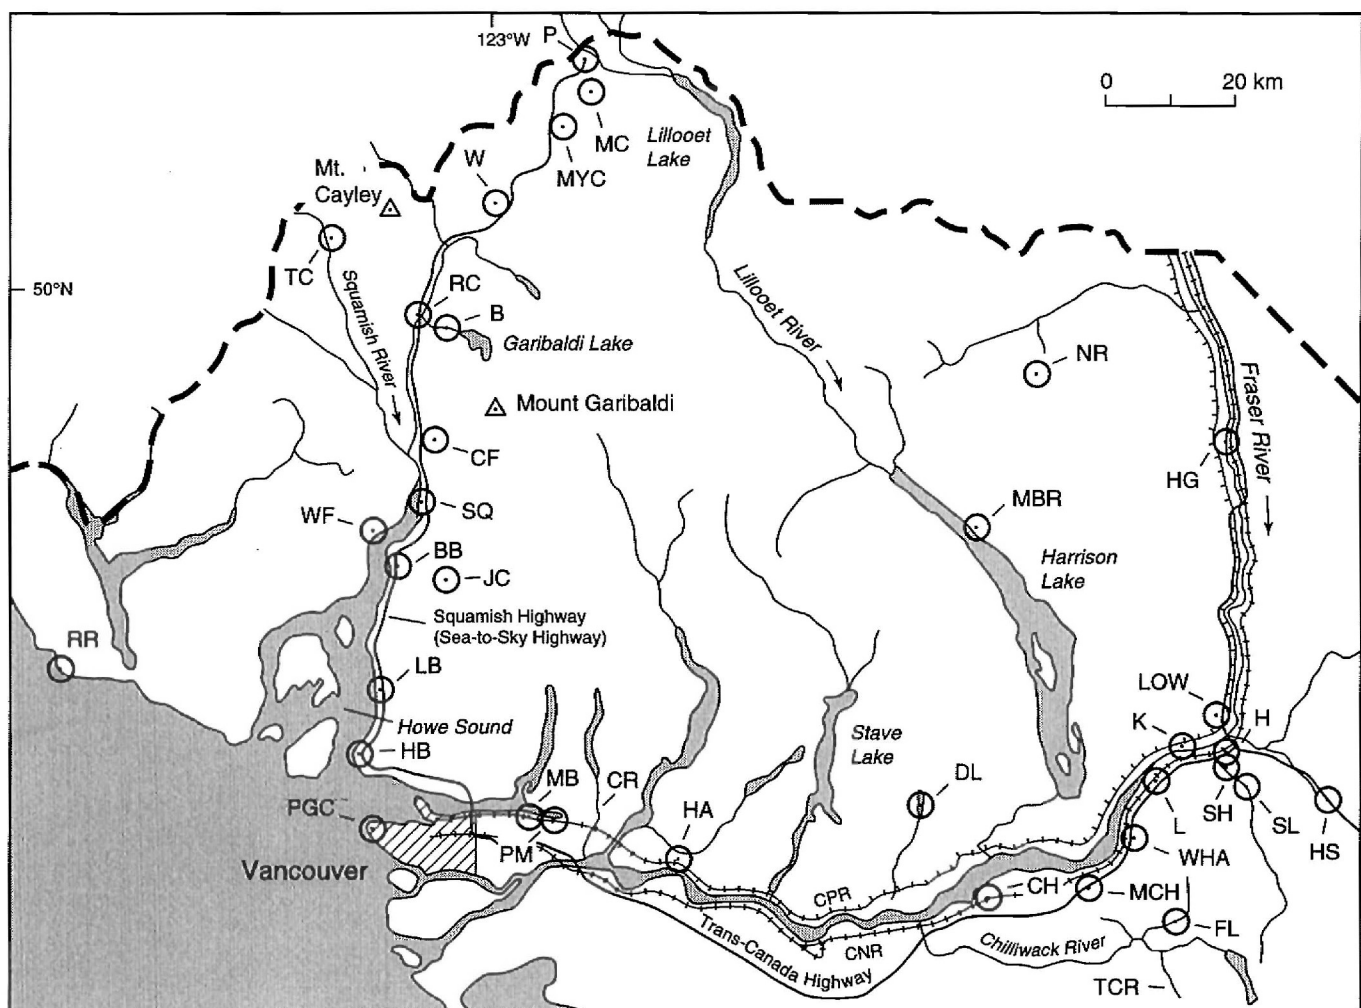 123°W
P
0
20 km
MC
MYC
Lillooet
Lake
W
Mt.
Cayley
TC
Squamish River
50°N
RC
B
Garibaldi Lake
Lillooet River
NR
Mount Garibaldi
Fraser River
CF
HG
SQ
WF
MBR
BB
JC
Harrison
Lake
Squamish Highway
(Sea-to-Sky Highway)
RR
LB
LOW
K
H
Howe Sound
HB
Stave
Lake
MB
CR
DL
PGC
HA
L
SH
SL
HS
PM
WHA
Vancouver
CPR
CH
MCH
CNR
Trans-Canada Highway
Chilliwack River
FL
TCR